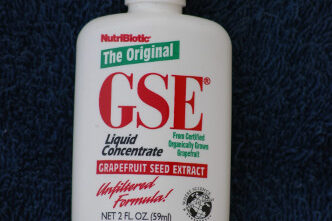 NutriBiotic®
The Original
GSE®
Liquid
Concentrate
From Certified
Organically Grown
Grapefruit
GRAPEFRUIT SEED EXTRACT
Unfiltered
Formula!
NET 2 FL. OZ. (59ml)